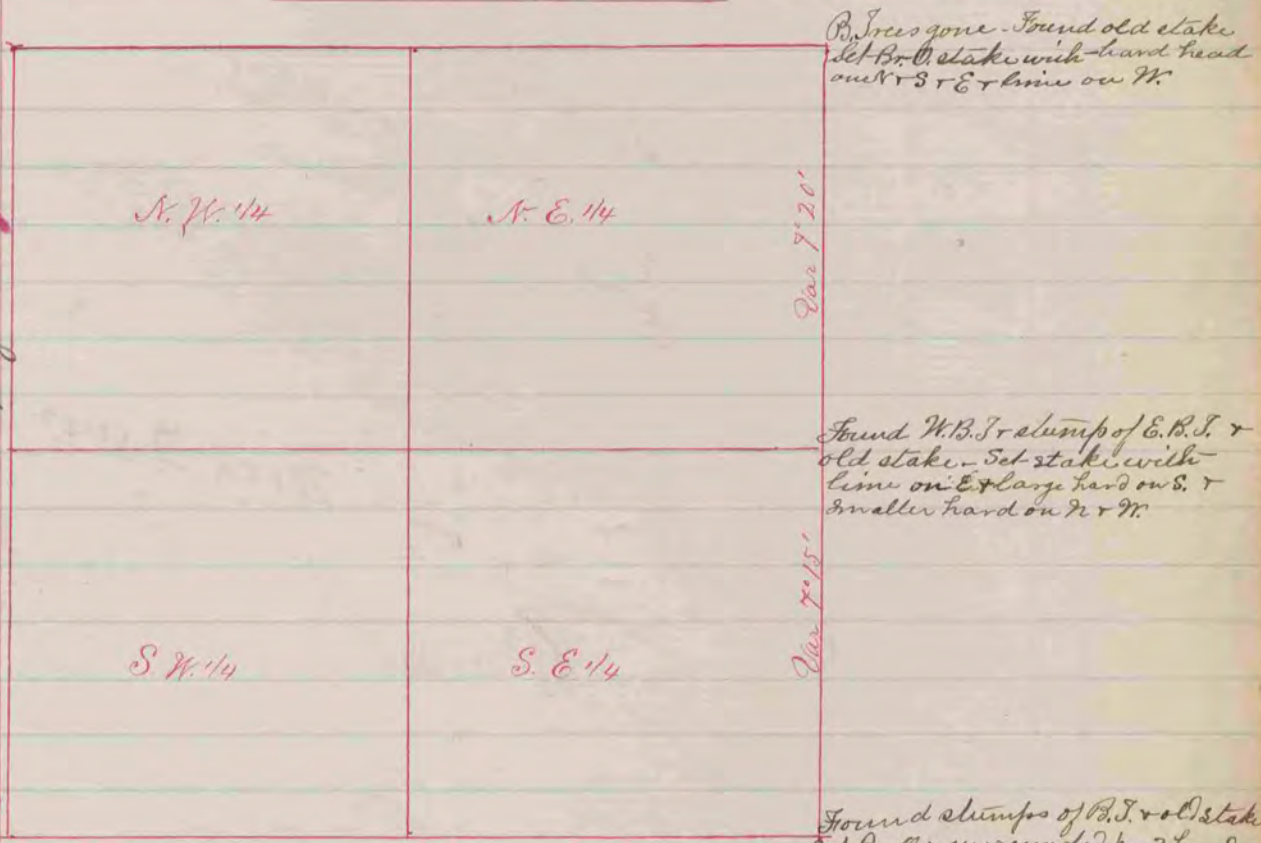 B. Trees gone - Found old stake
Set Br. O. stake with hard head
on N + S + E + lime on W.
N. W. 1/4
N. E. 1/4
Var 7° 20'
Found W. B. T + stump of E. B. T. +
old stake - Set stake with
lime on E + large hard on S. +
smaller hard on N + W.
S. W. 1/4
S. E. 1/4
Var 7° 15'
Found stumps of B. T. + old stake